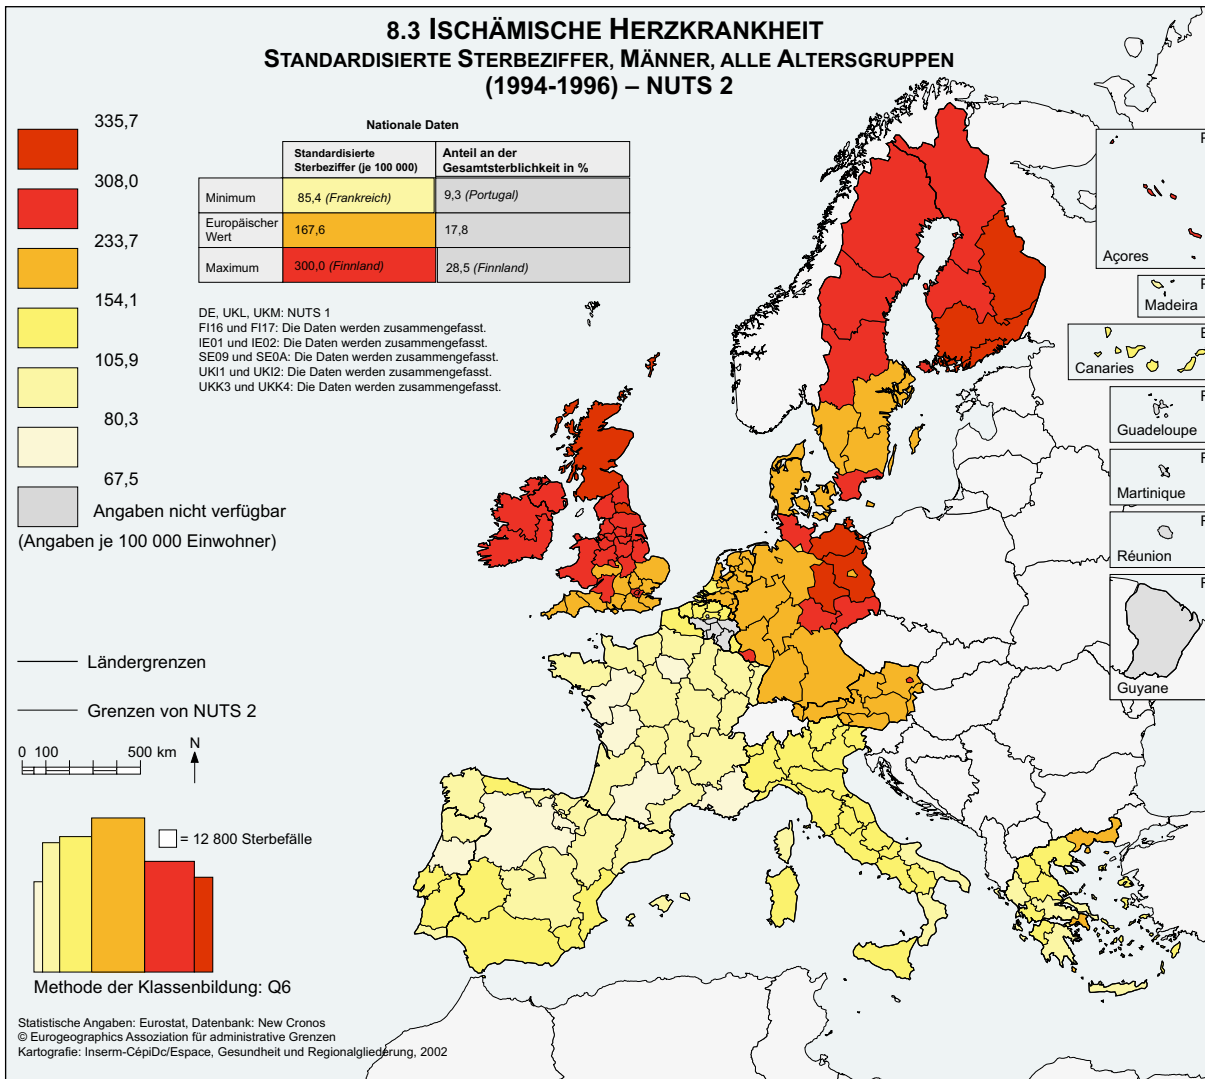 8.3 ISCHÄMISCHE HERZKRANKHEIT
STANDARDISIERTE STERBEZIFFER, MÄNNER, ALLE ALTERSGRUPPEN
(1994-1996) – NUTS 2
335,7
308,0
233,7
154,1
105,9
80,3
67,5
Angaben nicht verfügbar
(Angaben je 100 000 Einwohner)
Nationale Daten
Standardisierte
Sterbeziffer (je 100 000)
Anteil an der
Gesamtsterblichkeit in %
Minimum
85,4 (Frankreich)
9,3 (Portugal)
Europäischer
Wert
167,6
17,8
Maximum
300,0 (Finnland)
28,5 (Finnland)
DE, UKL, UKM: NUTS 1
FI16 und FI17: Die Daten werden zusammengefasst.
IE01 und IE02: Die Daten werden zusammengefasst.
SE09 und SE0A: Die Daten werden zusammengefasst.
UKI1 und UKI2: Die Daten werden zusammengefasst.
UKK3 und UKK4: Die Daten werden zusammengefasst.
Açores
Madeira
Canaries
Guadeloupe
Martinique
Réunion
Guyane
Ländergrenzen
Grenzen von NUTS 2
0 100 500 km
N
= 12 800 Sterbefälle
Methode der Klassenbildung: Q6
Statistische Angaben: Eurostat, Datenbank: New Cronos
© Eurogeographics Assoziation für administrative Grenzen
Kartografie: Inserm-CépiDc/Espace, Gesundheit und Regionalgliederung, 2002